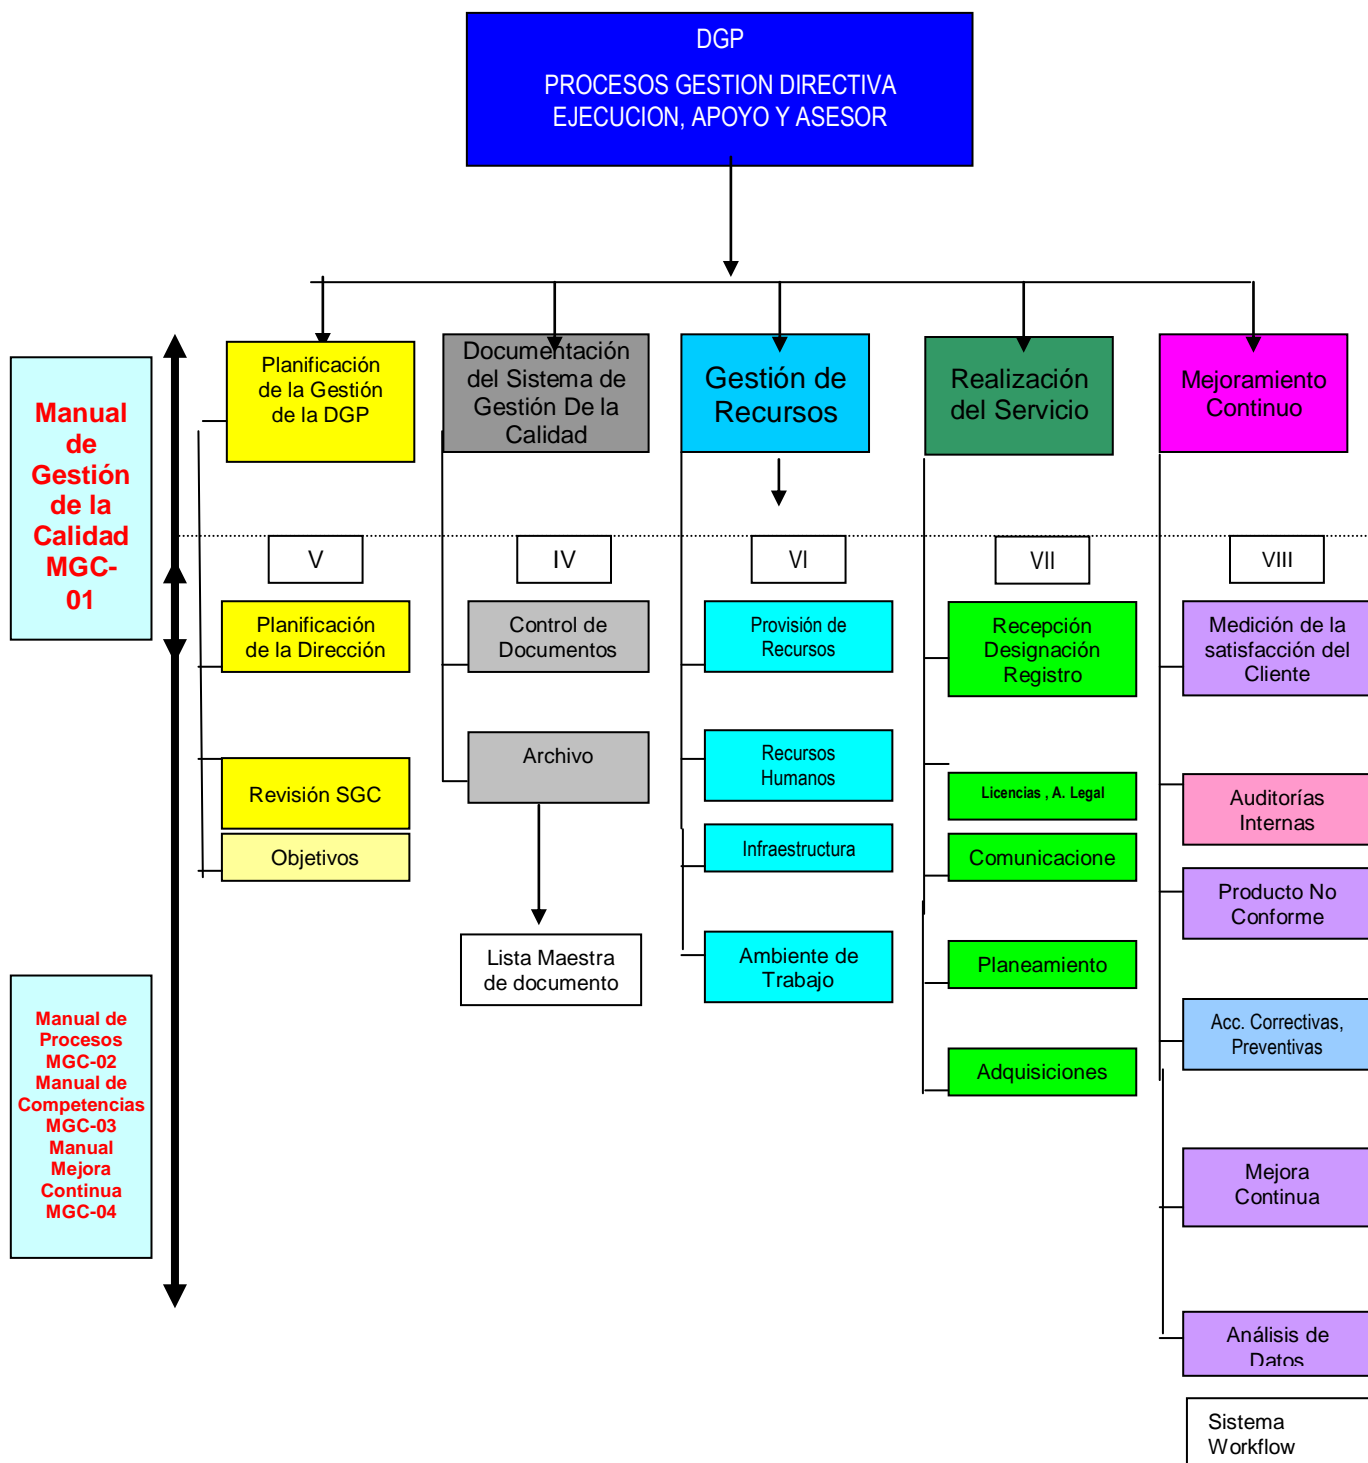 DGP
PROCESOS GESTION DIRECTIVA
EJECUCION, APOYO Y ASESOR
Manual
de
Gestión
de la
Calidad
MGC-
01
Planificación
de la Gestión
de la DGP
Documentación
del Sistema de
Gestión De la
Calidad
Gestión de
Recursos
Realización
del Servicio
Mejoramiento
Continuo
V
IV
VI
VII
VIII
Planificación
de la Dirección
Control de
Documentos
Provisión de
Recursos
Recepción
Designación
Registro
Medición de la
satisfacción del
Cliente
Revisión SGC
Archivo
Recursos
Humanos
Licencias , A. Legal
Auditorías
Internas
Objetivos
Infraestructura
Comunicacione
Producto No
Conforme
Lista Maestra
de documento
Ambiente de
Trabajo
Planeamiento
Manual de
Procesos
MGC-02
Manual de
Competencias
MGC-03
Manual
Mejora
Continua
MGC-04
Acc. Correctivas,
Preventivas
Adquisiciones
Mejora
Continua
Análisis de
Datos
Sistema
Workflow